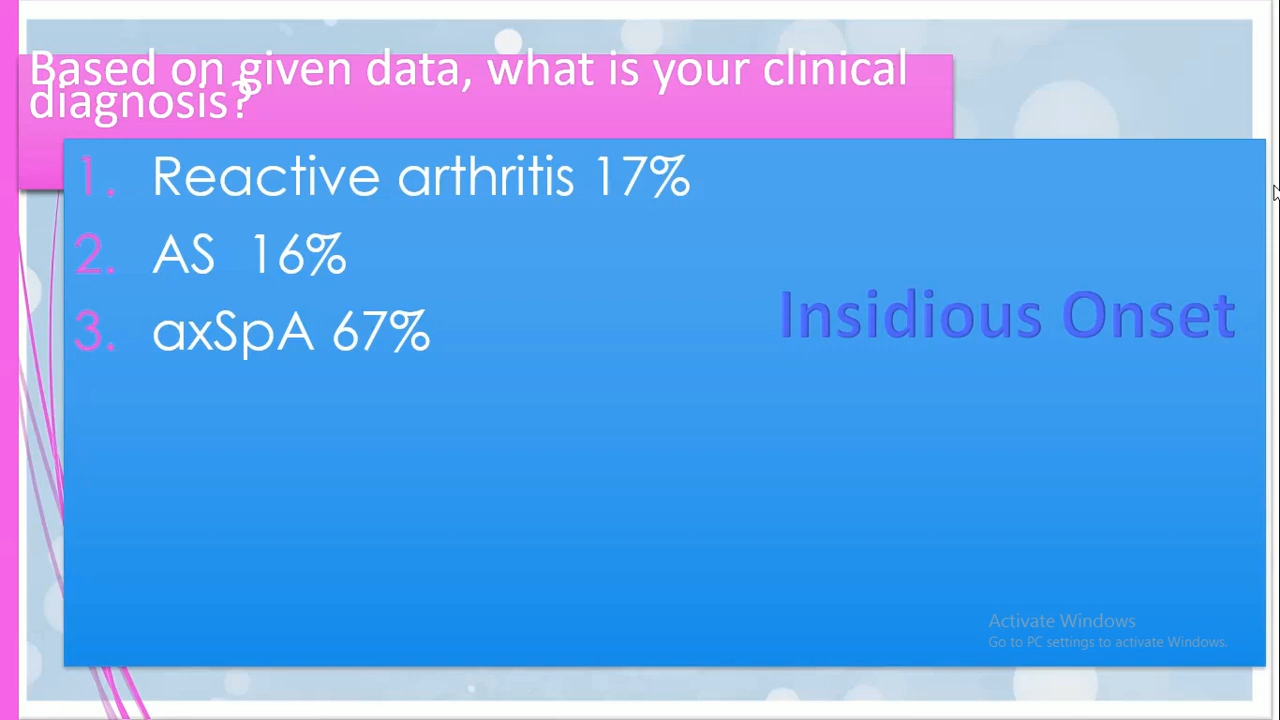 Based on given data, what is your clinical
diagnosis?
1. Reactive arthritis 17%
2. AS 16%
3. axSpA 67%
Insidious Onset
Activate Windows
Go to PC settings to activate Windows.